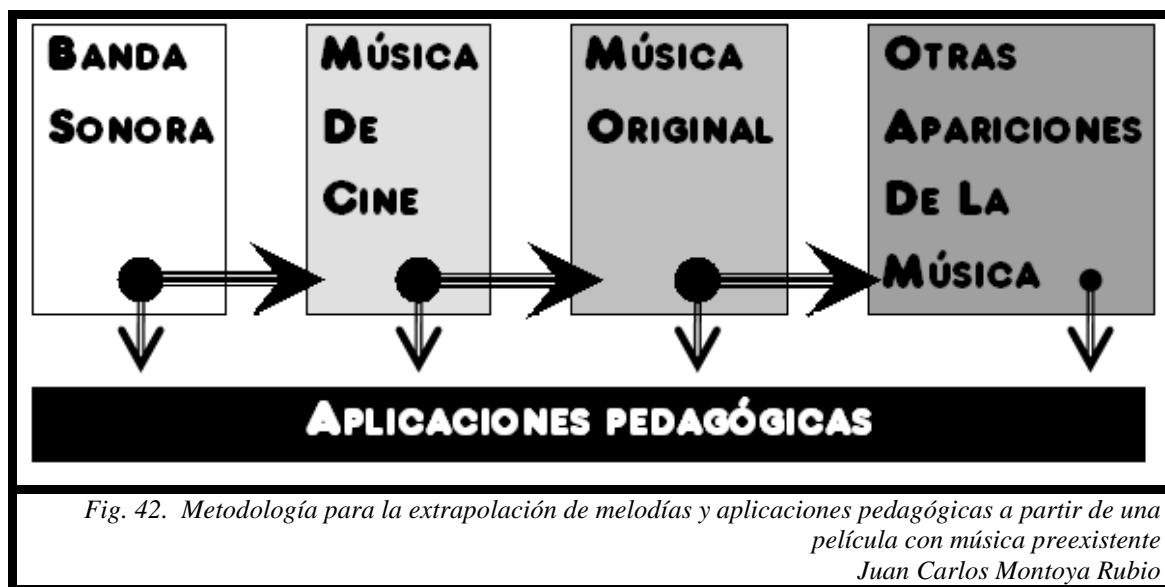 BANDA
SONORA
MÚSICA
DE
CINE
MÚSICA
ORIGINAL
OTRAS
APARICIONES
DE LA
MÚSICA
APLICACIONES PEDAGÓGICAS
Fig. 42. Metodología para la extrapolación de melodías y aplicaciones pedagógicas a partir de una
película con música preexistente
Juan Carlos Montoya Rubio